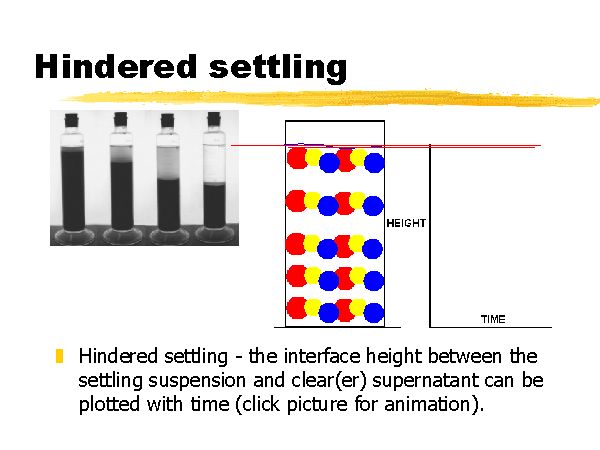 Hindered settling
HEIGHT
TIME
Hindered settling - the interface height between the
settling suspension and clear(er) supernatant can be
plotted with time (click picture for animation).